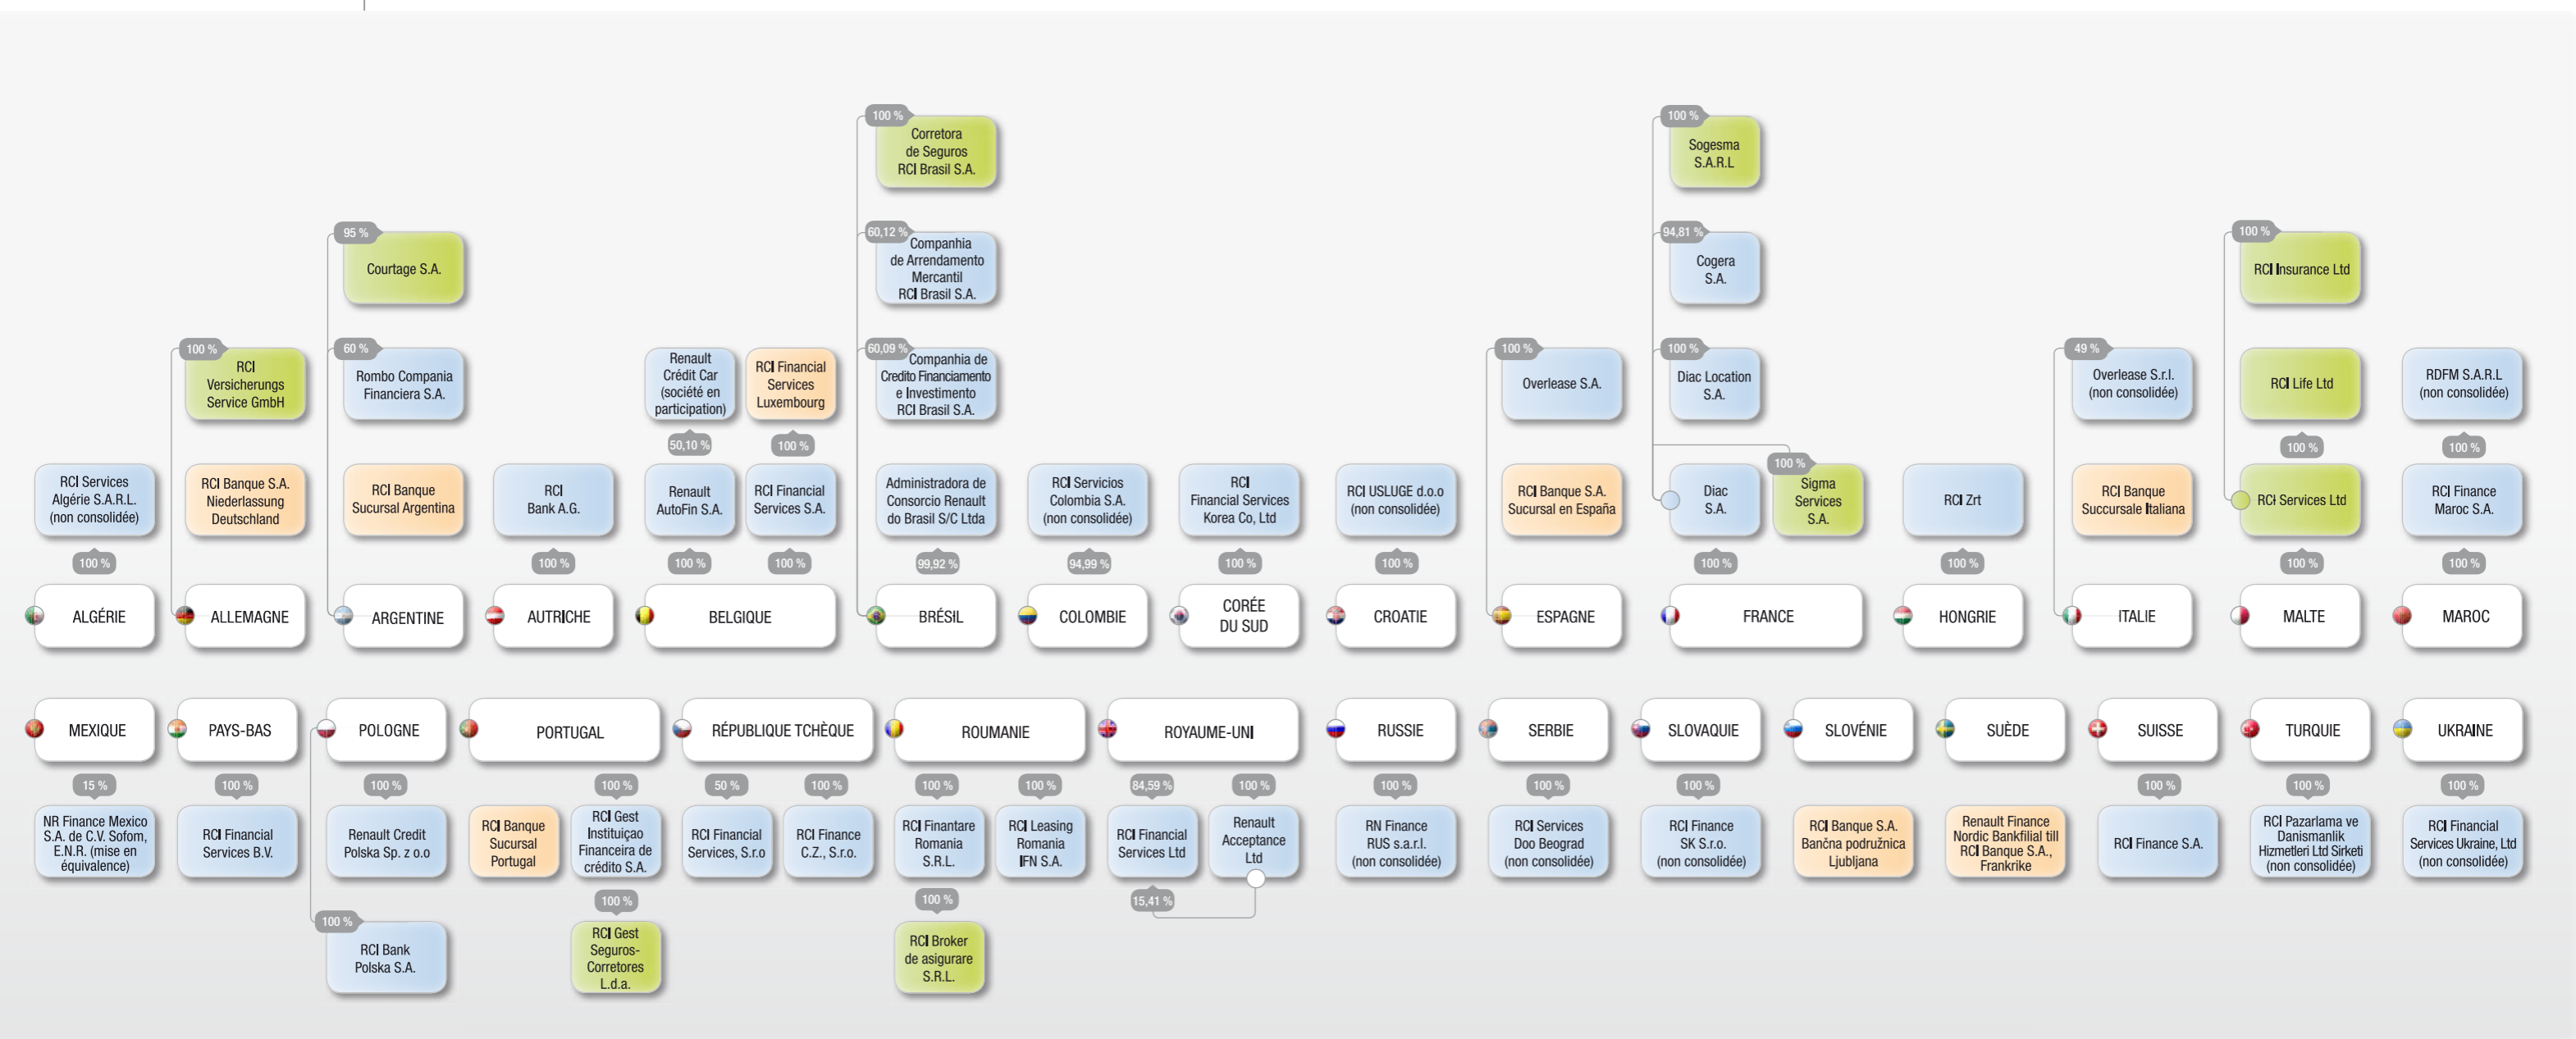 100 %
Corretora
de Seguros
RCI Brasil S.A.
100 %
Sogesma
S.A.R.L
95 %
Courtage S.A.
60,12 %
Companhia
de Arrendamento
Mercantil
RCI Brasil S.A.
94,81 %
Cogera
S.A.
100 %
RCI Insurance Ltd
100 %
RCI
Versicherungs
Service GmbH
60 %
Rombo Compania
Financiera S.A.
Renault
Crédit Car
(société en
participation)
50,10 %
RCI Financial
Services
Luxembourg
100 %
60,09 %
Companhia de
Credito Financiamento
e Investimento
RCI Brasil S.A.
100 %
Overlease S.A.
100 %
Diac Location
S.A.
49 %
Overlease S.r.l.
(non consolidée)
RCI Life Ltd
100 %
RDFM S.A.R.L
(non consolidée)
100 %
RCI Services
Algérie S.A.R.L.
(non consolidée)
100 %
RCI Banque S.A.
Niederlassung
Deutschland
RCI Banque
Sucursal Argentina
RCI
Bank A.G.
100 %
Renault
AutoFin S.A.
100 %
RCI Financial
Services S.A.
100 %
Administradora de
Consorcio Renault
do Brasil S/C Ltda
99,92 %
RCI Servicios
Colombia S.A.
(non consolidée)
94,99 %
RCI
Financial Services
Korea Co, Ltd
100 %
RCI USLUGE d.o.o
(non consolidée)
100 %
RCI Banque S.A.
Sucursal en España
Diac
S.A.
100 %
100 %
Sigma
Services
S.A.
RCI Zrt
100 %
RCI Banque
Succursale Italiana
RCI Services Ltd
100 %
RCI Finance
Maroc S.A.
100 %
ALGÉRIE
ALLEMAGNE
ARGENTINE
AUTRICHE
BELGIQUE
BRÉSIL
COLOMBIE
CORÉE
DU SUD
CROATIE
ESPAGNE
FRANCE
HONGRIE
ITALIE
MALTE
MAROC
MEXIQUE
PAYS-BAS
POLOGNE
PORTUGAL
RÉPUBLIQUE TCHÈQUE
ROUMANIE
ROYAUME-UNI
RUSSIE
SERBIE
SLOVAQUIE
SLOVÉNIE
SUÈDE
SUISSE
TURQUIE
UKRAINE
15 %
NR Finance Mexico
S.A. de C.V. Sofom,
E.N.R. (mise en
équivalence)
100 %
RCI Financial
Services B.V.
100 %
Renault Credit
Polska Sp. z o.o
RCI Banque
Sucursal
Portugal
100 %
RCI Gest
Instituiçao
Financeira de
crédito S.A.
50 %
RCI Financial
Services, S.r.o
100 %
RCI Finance
C.Z., S.r.o.
100 %
RCI Finantare
Romania
S.R.L.
100 %
RCI Leasing
Romania
IFN S.A.
84,59 %
RCI Financial
Services Ltd
100 %
Renault
Acceptance
Ltd
100 %
RN Finance
RUS s.a.r.l.
(non consolidée)
100 %
RCI Services
Doo Beograd
(non consolidée)
100 %
RCI Finance
SK S.r.o.
(non consolidée)
RCI Banque S.A.
Bančna podružnica
Ljubljana
Renault Finance
Nordic Bankfilial till
RCI Banque S.A.,
Frankrike
100 %
RCI Finance S.A.
100 %
RCI Pazarlama ve
Danismanlik
Hizmetleri Ltd Sirketi
(non consolidée)
100 %
RCI Financial
Services Ukraine, Ltd
(non consolidée)
100 %
RCI Bank
Polska S.A.
100 %
RCI Gest
Seguros-
Corretores
L.d.a.
100 %
RCI Broker
de asigurare
S.R.L.
15,41 %